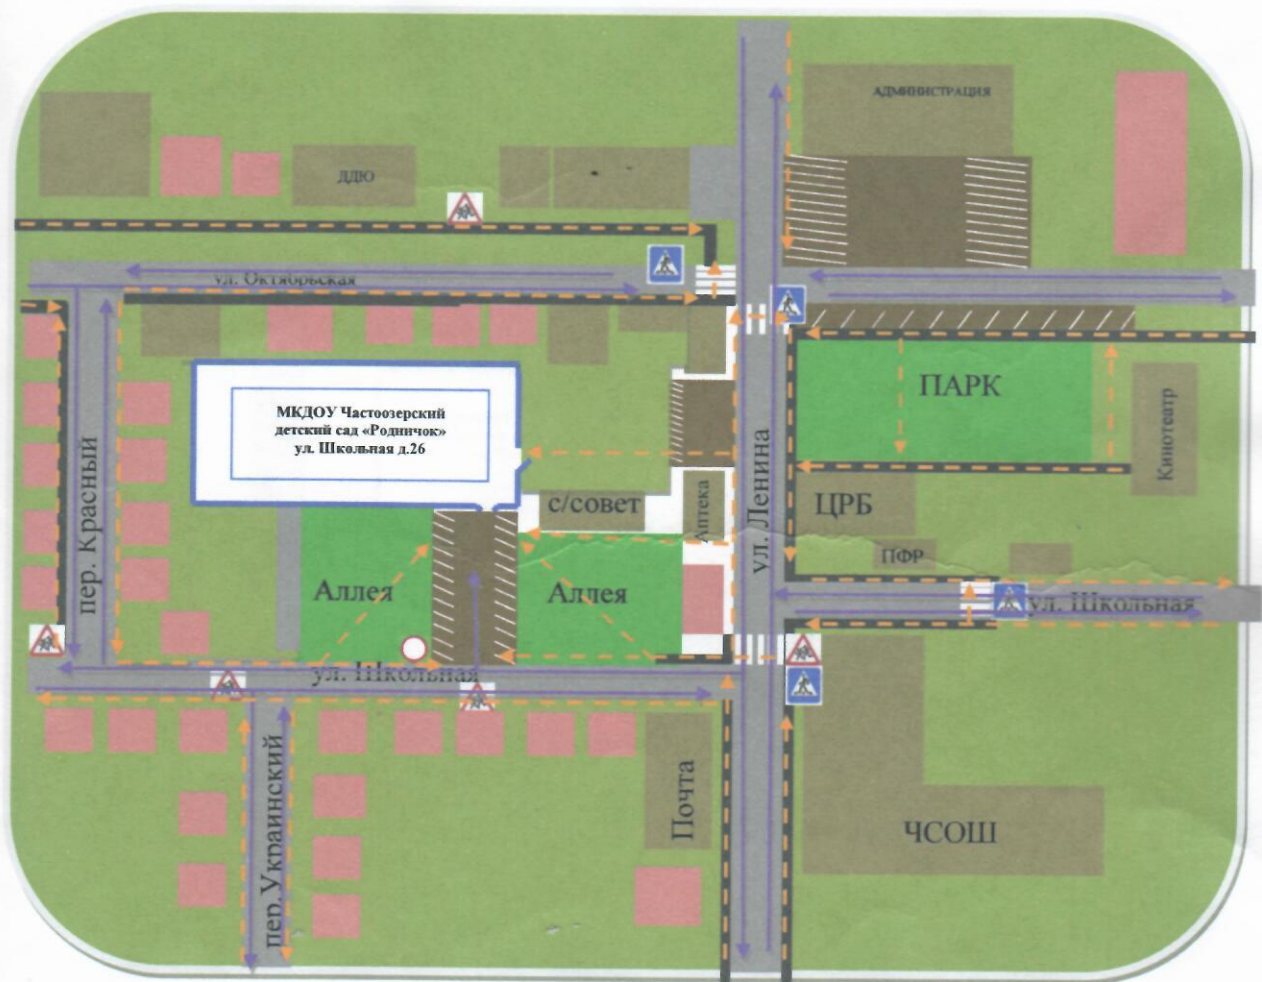 АДМИНИСТРАЦИЯ
ДДЮ
ул. Октябрьская
ПАРК
Кинотеатр
МКДОУ Частоозерский
детский сад «Родничок»
ул. Школьная д.26
пер. Красный
ул. Ленина
с/совет
Аптека
ЦРБ
ПФР
Аллея
Аллея
ул. Школьная
ул. Школьная
пер.Украинский
Почта
ЧСОШ